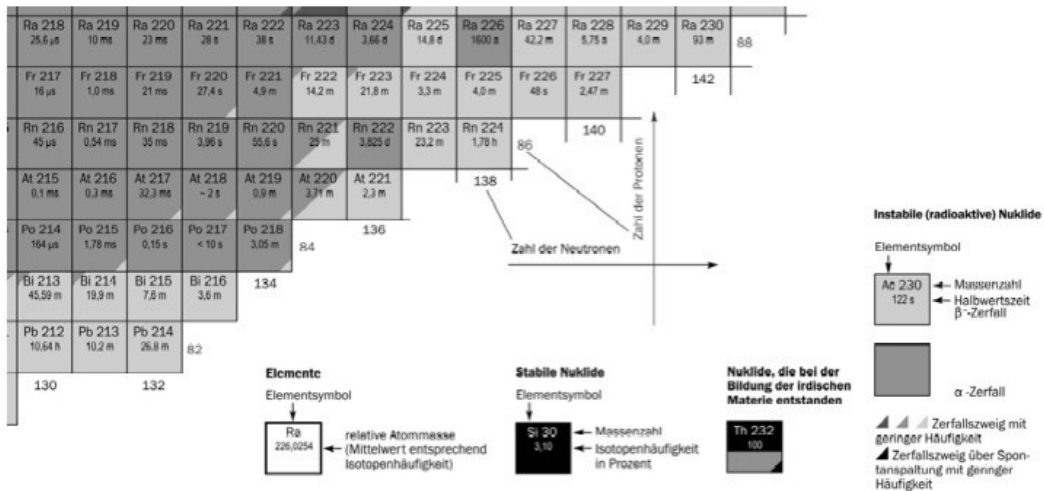 Ra 218 Ra 219 Ra 220 Ra 221 Ra 222 Ra 223 Ra 224 Ra 225 Ra 226 Ra 227 Ra 228 Ra 229 Ra 230
25,6 µs 10 ms 23 ms 28 s 38 s 11,43 d 3,66 d 14,8 d 1600 a 42,2 m 5,75 a 4,0 m 93 m
88
Fr 217 Fr 218 Fr 219 Fr 220 Fr 221 Fr 222 Fr 223 Fr 224 Fr 225 Fr 226 Fr 227
16 µs 1,0 ms 21 ms 27,4 s 4,9 m 14,2 m 21,8 m 3,3 m 4,0 m 48 s 2,47 m
142
Rn 216 Rn 217 Rn 218 Rn 219 Rn 220 Rn 221 Rn 222 Rn 223 Rn 224
45 µs 0,54 ms 35 ms 3,96 s 55,6 s 25 m 3,825 d 23,2 m 1,78 h
86
140
At 215 At 216 At 217 At 218 At 219 At 220 At 221
0,1 ms 0,3 ms 32,3 ms ~ 2 s 0,9 m 3,71 m 2,3 m
138
136
Po 214 Po 215 Po 216 Po 217 Po 218
164 µs 1,78 ms 0,15 s < 10 s 3,05 m
84
Bi 213 Bi 214 Bi 215 Bi 216
45,59 m 19,9 m 7,6 m 3,6 m
134
Pb 212 Pb 213 Pb 214
10,64 h 10,2 m 26,8 m
82
130 132
Zahl der Protonen
Zahl der Neutronen
Elemente
Elementsymbol
Ra
226,0254
relative Atommasse
(Mittelwert entsprechend
Isotopenhäufigkeit)
Stabile Nuklide
Elementsymbol
Si 30
3,10
Massenzahl
Isotopenhäufigkeit
in Prozent
Nuklide, die bei der
Bildung der irdischen
Materie entstanden
Th 232
100
Instabile (radioaktive) Nuklide
Elementsymbol
Ac 230
122 s
Massenzahl
Halbwertszeit
β⁻-Zerfall
α -Zerfall
Zerfallszweig mit
geringer Häufigkeit
Zerfallszweig über Spon-
tanspaltung mit geringer
Häufigkeit